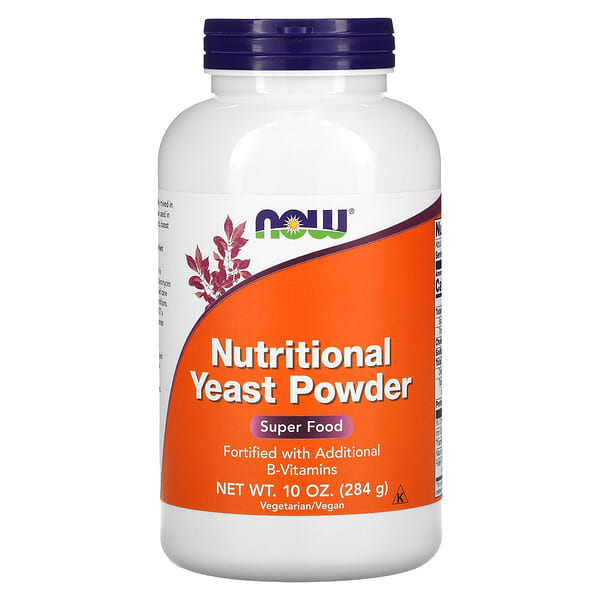 NOW®
Nutritional
Yeast Powder
Super Food
Fortified with Additional
B-Vitamins
NET WT. 10 OZ. (284 g)
K
Vegetarian/Vegan